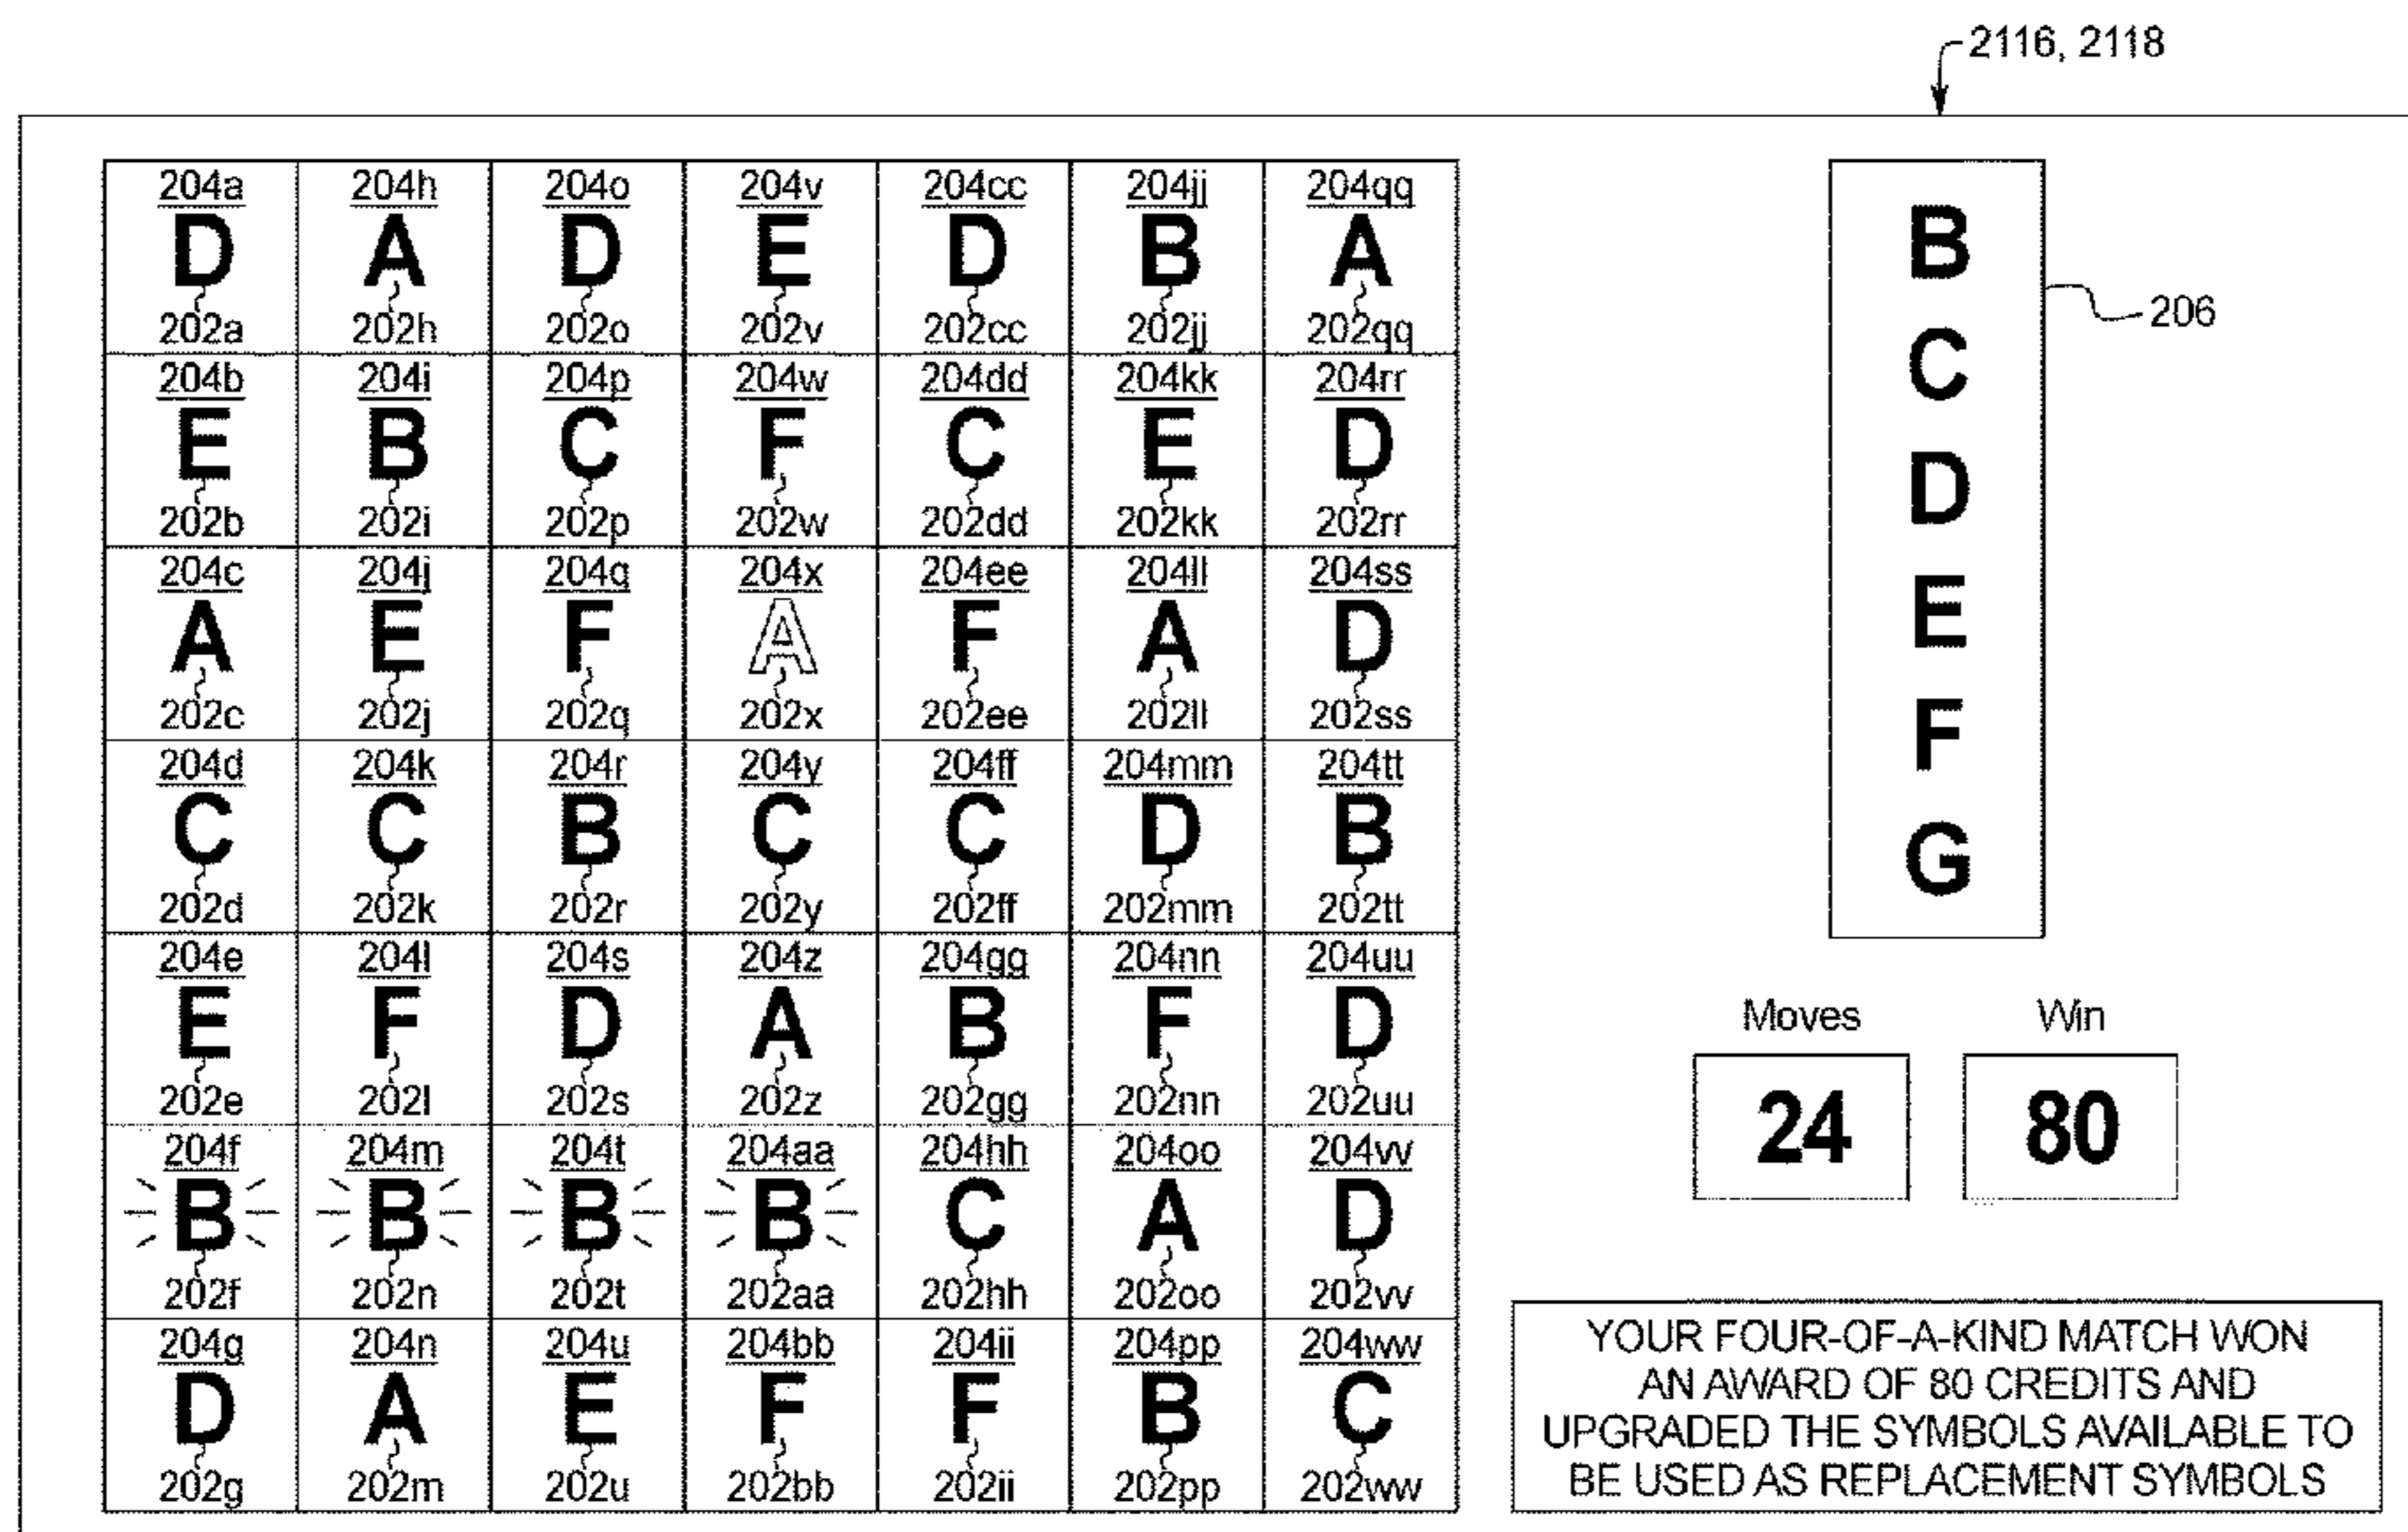 2116, 2118
204a 204h 204o 204v 204cc 204jj 204qq
D A D E D B A
202a 202h 202o 202v 202cc 202jj 202qq
204b 204i 204p 204w 204dd 204kk 204rr
E B C F C E D
202b 202i 202p 202w 202dd 202kk 202rr
204c 204j 204q 204x 204ee 204ll 204ss
A E F A F A D
202c 202j 202q 202x 202ee 202ll 202ss
204d 204k 204r 204y 204ff 204mm 204tt
C C B C C D B
202d 202k 202r 202y 202ff 202mm 202tt
204e 204l 204s 204z 204gg 204nn 204uu
E F D A B F D
202e 202l 202s 202z 202gg 202nn 202uu
204f 204m 204t 204aa 204hh 204oo 204vv
B B B B C A D
202f 202n 202t 202aa 202hh 202oo 202vv
204g 204n 204u 204bb 204ii 204pp 204ww
D A E F F B C
202g 202m 202u 202bb 202ii 202pp 202ww
B
C
D
E
F
G
206
Moves Win
24 80
YOUR FOUR-OF-A-KIND MATCH WON
AN AWARD OF 80 CREDITS AND
UPGRADED THE SYMBOLS AVAILABLE TO
BE USED AS REPLACEMENT SYMBOLS